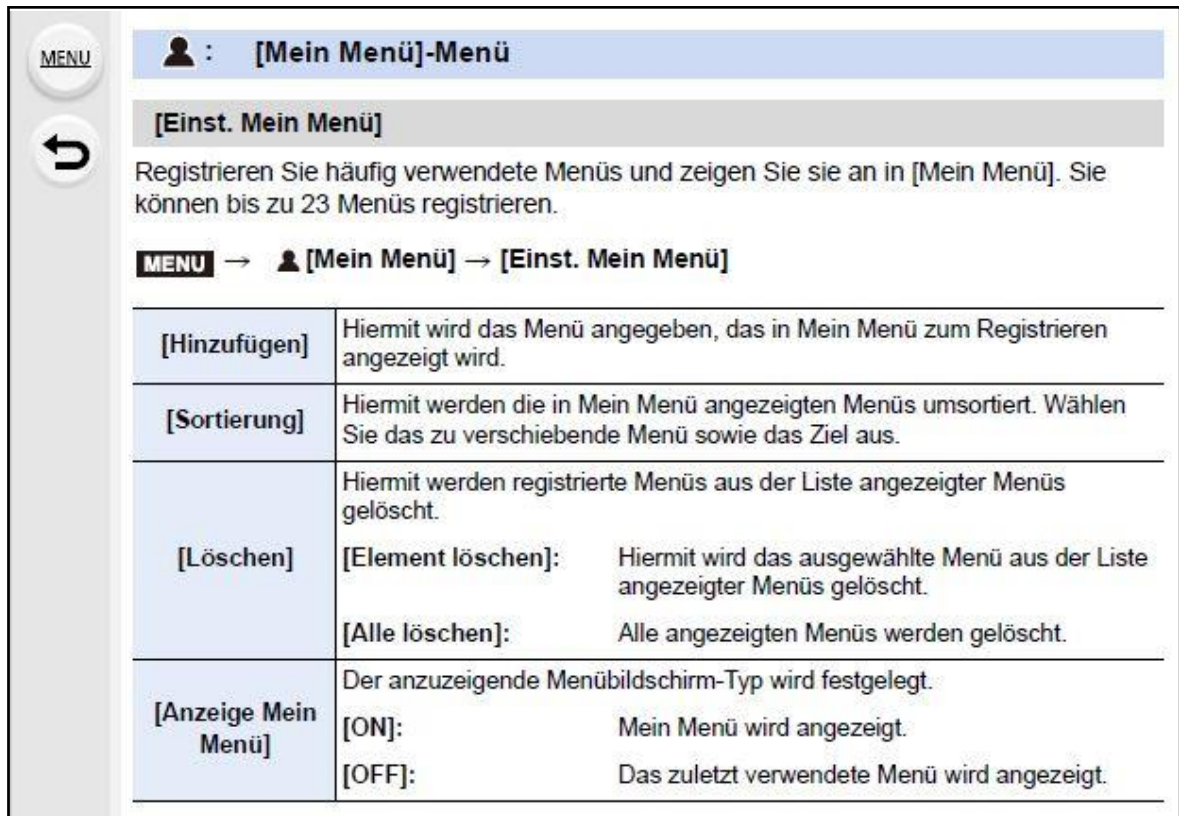 MENU
: [Mein Menü]-Menü
[Einst. Mein Menü]
Registrieren Sie häufig verwendete Menüs und zeigen Sie sie an in [Mein Menü]. Sie
können bis zu 23 Menüs registrieren.
MENU → [Mein Menü] → [Einst. Mein Menü]
[Hinzufügen]
Hiermit wird das Menü angegeben, das in Mein Menü zum Registrieren
angezeigt wird.
[Sortierung]
Hiermit werden die in Mein Menü angezeigten Menüs umsortiert. Wählen
Sie das zu verschiebende Menü sowie das Ziel aus.
[Löschen]
Hiermit werden registrierte Menüs aus der Liste angezeigter Menüs
gelöscht.
[Element löschen]: Hiermit wird das ausgewählte Menü aus der Liste
angezeigter Menüs gelöscht.
[Alle löschen]: Alle angezeigten Menüs werden gelöscht.
[Anzeige Mein
Menü]
Der anzuzeigende Menübildschirm-Typ wird festgelegt.
[ON]: Mein Menü wird angezeigt.
[OFF]: Das zuletzt verwendete Menü wird angezeigt.